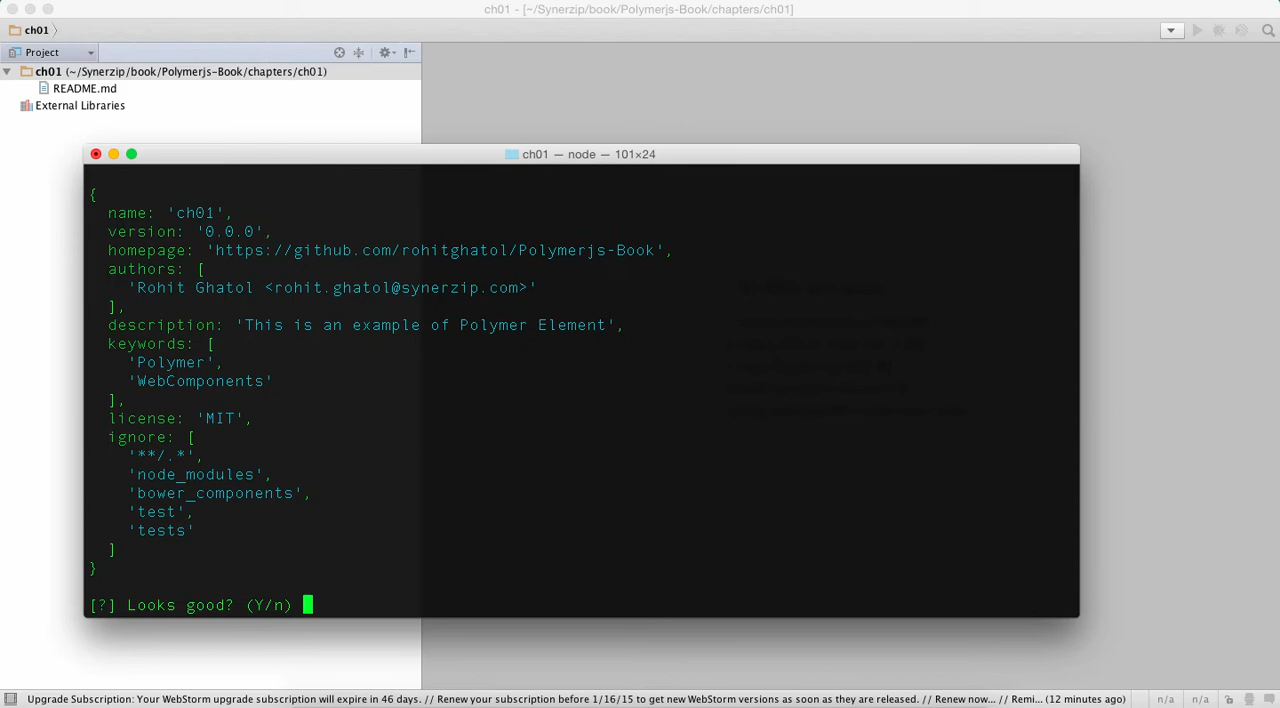 ch01 - [~/Synerzip/book/Polymerjs-Book/chapters/ch01]
ch01
Project
ch01 (~/Synerzip/book/Polymerjs-Book/chapters/ch01)
README.md
External Libraries
ch01 — node — 101×24
{
name: 'ch01',
version: '0.0.0',
homepage: 'https://github.com/rohitghatol/Polymerjs-Book',
authors: [
'Rohit Ghatol <rohit.ghatol@synerzip.com>'
],
description: 'This is an example of Polymer Element',
keywords: [
'Polymer',
'WebComponents'
],
license: 'MIT',
ignore: [
'**/.*',
'node_modules',
'bower_components',
'test',
'tests'
]
}
[?] Looks good? (Y/n)
Upgrade Subscription: Your WebStorm upgrade subscription will expire in 46 days. // Renew your subscription before 1/16/15 to get new WebStorm versions as soon as they are released. // Renew now... // Remi... (12 minutes ago) n/a n/a